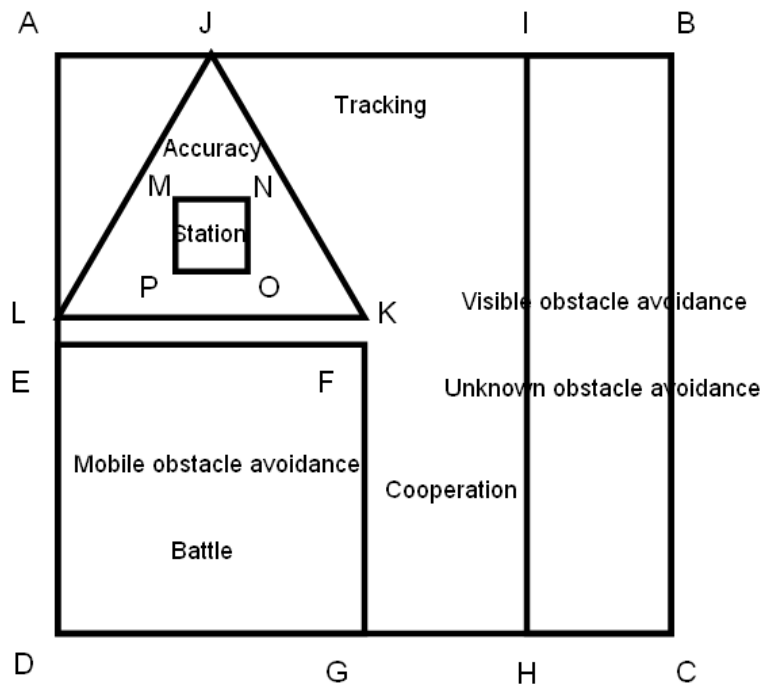 A J I B
Tracking
Accuracy
M N
Station
P O
L K
Visible obstacle avoidance
E F
Unknown obstacle avoidance
Mobile obstacle avoidance
Cooperation
Battle
D G H C